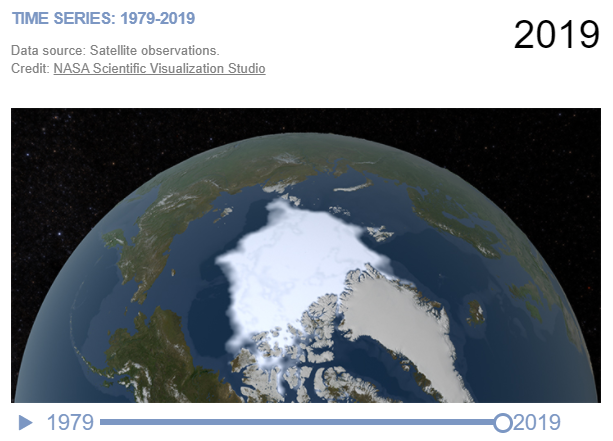 TIME SERIES: 1979-2019
2019
Data source: Satellite observations.
Credit: NASA Scientific Visualization Studio
1979 2019